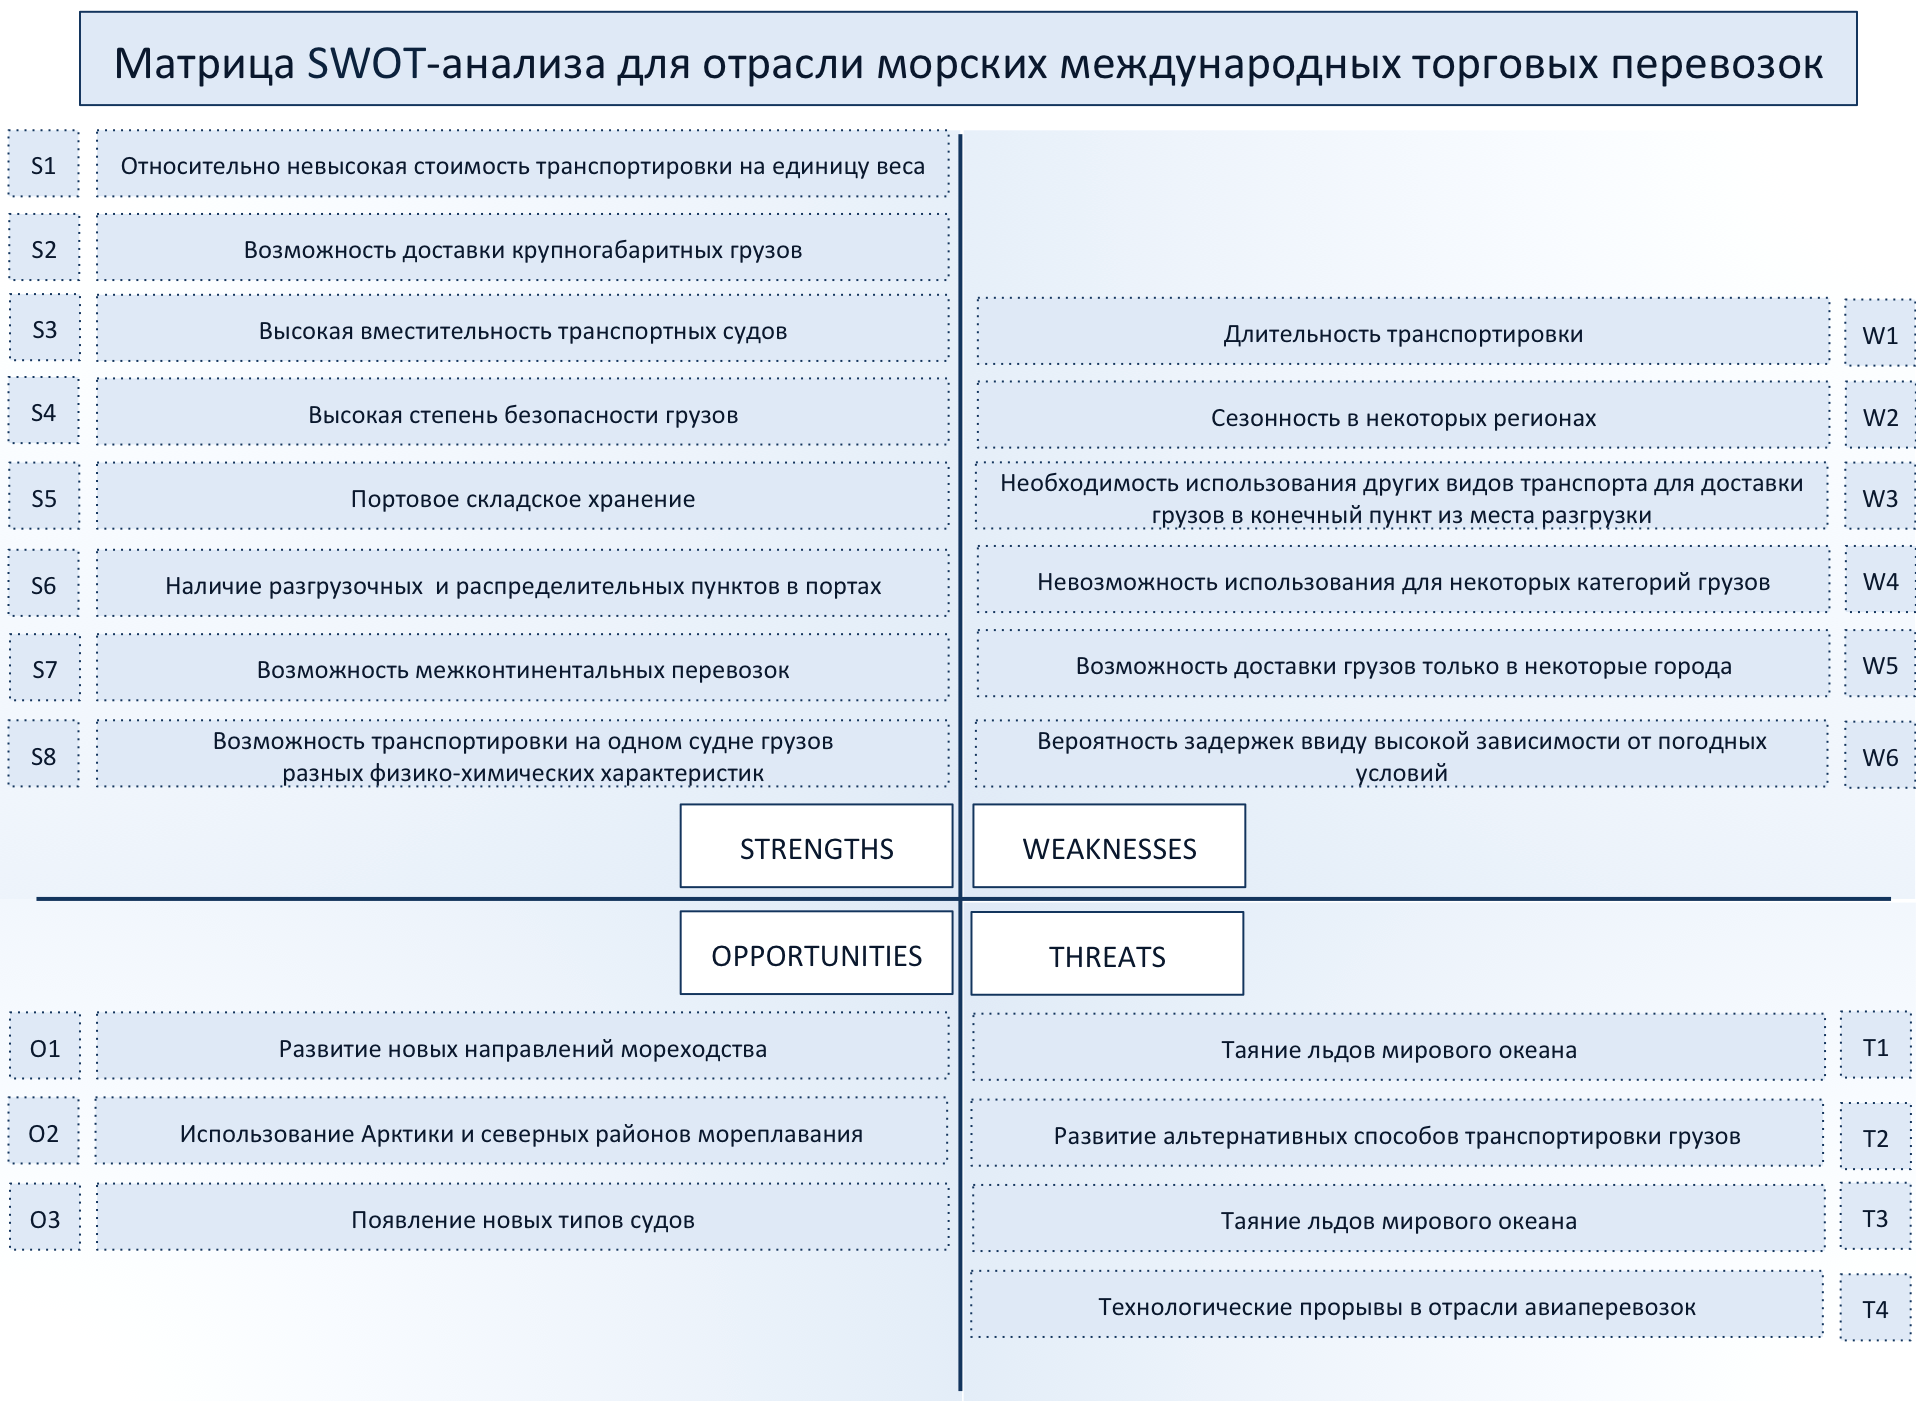 Матрица SWOT-анализа для отрасли морских международных торговых перевозок
S1
Относительно невысокая стоимость транспортировки на единицу веса
S2
Возможность доставки крупногабаритных грузов
S3
Высокая вместительность транспортных судов
S4
Высокая степень безопасности грузов
S5
Портовое складское хранение
S6
Наличие разгрузочных  и распределительных пунктов в портах
S7
Возможность межконтинентальных перевозок
S8
Возможность транспортировки на одном судне грузов
разных физико-химических характеристик
STRENGTHS
Длительность транспортировки
W1
Сезонность в некоторых регионах
W2
Необходимость использования других видов транспорта для доставки
грузов в конечный пункт из места разгрузки
W3
Невозможность использования для некоторых категорий грузов
W4
Возможность доставки грузов только в некоторые города
W5
Вероятность задержек ввиду высокой зависимости от погодных
условий
W6
WEAKNESSES
OPPORTUNITIES
O1
Развитие новых направлений мореходства
O2
Использование Арктики и северных районов мореплавания
O3
Появление новых типов судов
THREATS
Таяние льдов мирового океана
T1
Развитие альтернативных способов транспортировки грузов
T2
Таяние льдов мирового океана
T3
Технологические прорывы в отрасли авиаперевозок
T4